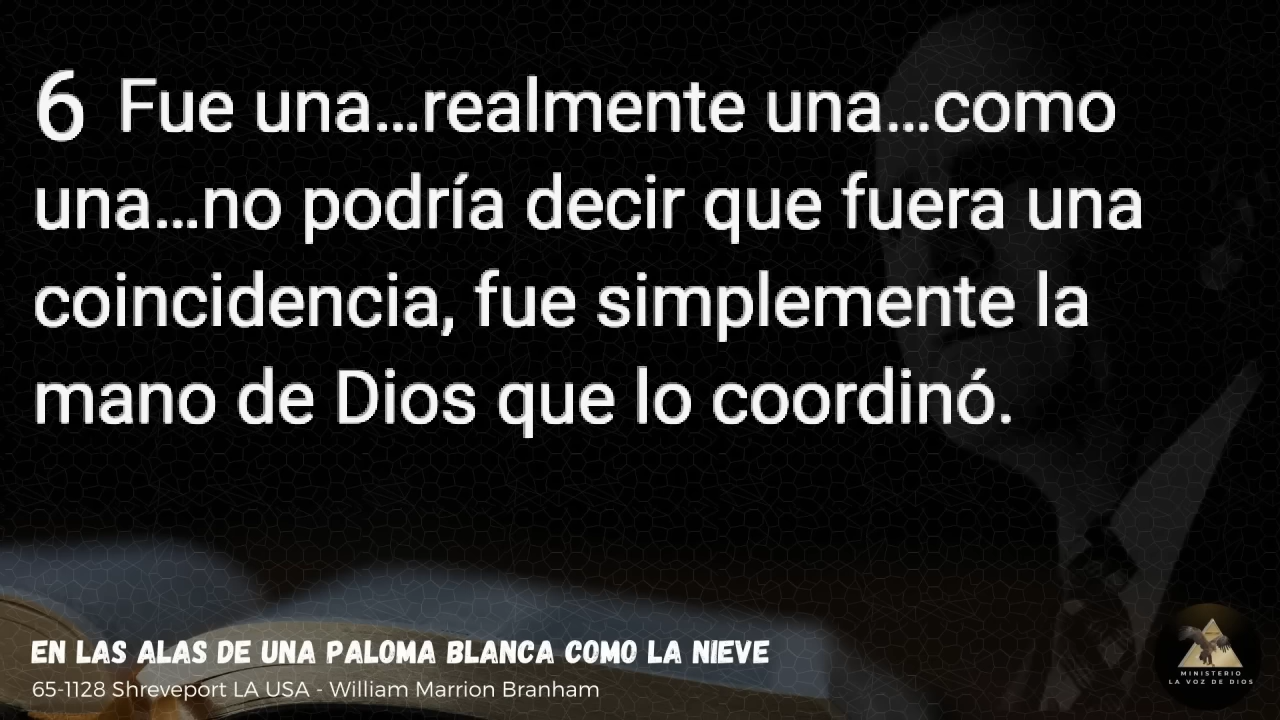 6 Fue una...realmente una...como
una...no podría decir que fuera una
coincidencia, fue simplemente la
mano de Dios que lo coordinó.
EN LAS ALAS DE UNA PALOMA BLANCA COMO LA NIEVE
65-1128 Shreveport LA USA - William Marrion Branham
MINISTERIO
LA VOZ DE DIOS